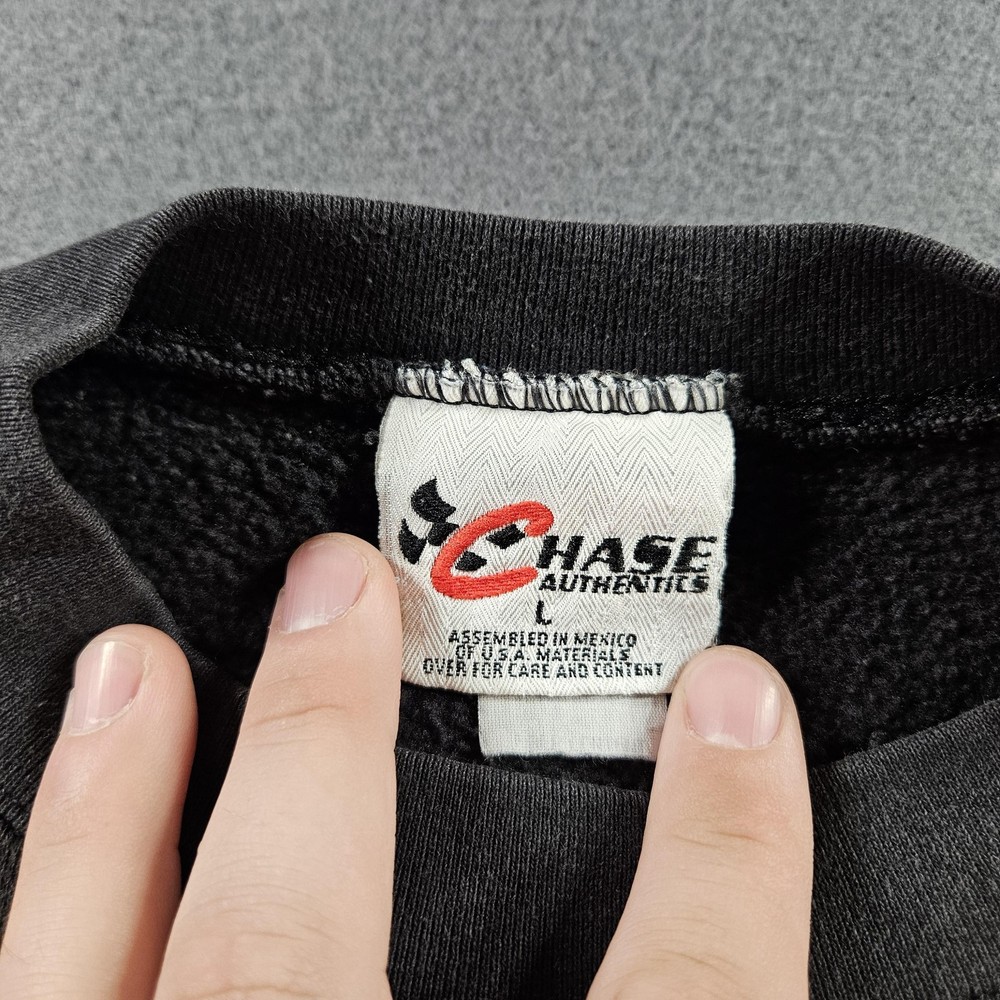 CHASE
AUTHENTICS
L
ASSEMBLED IN MEXICO
OF U.S.A. MATERIALS
OVER FOR CARE AND CONTENT